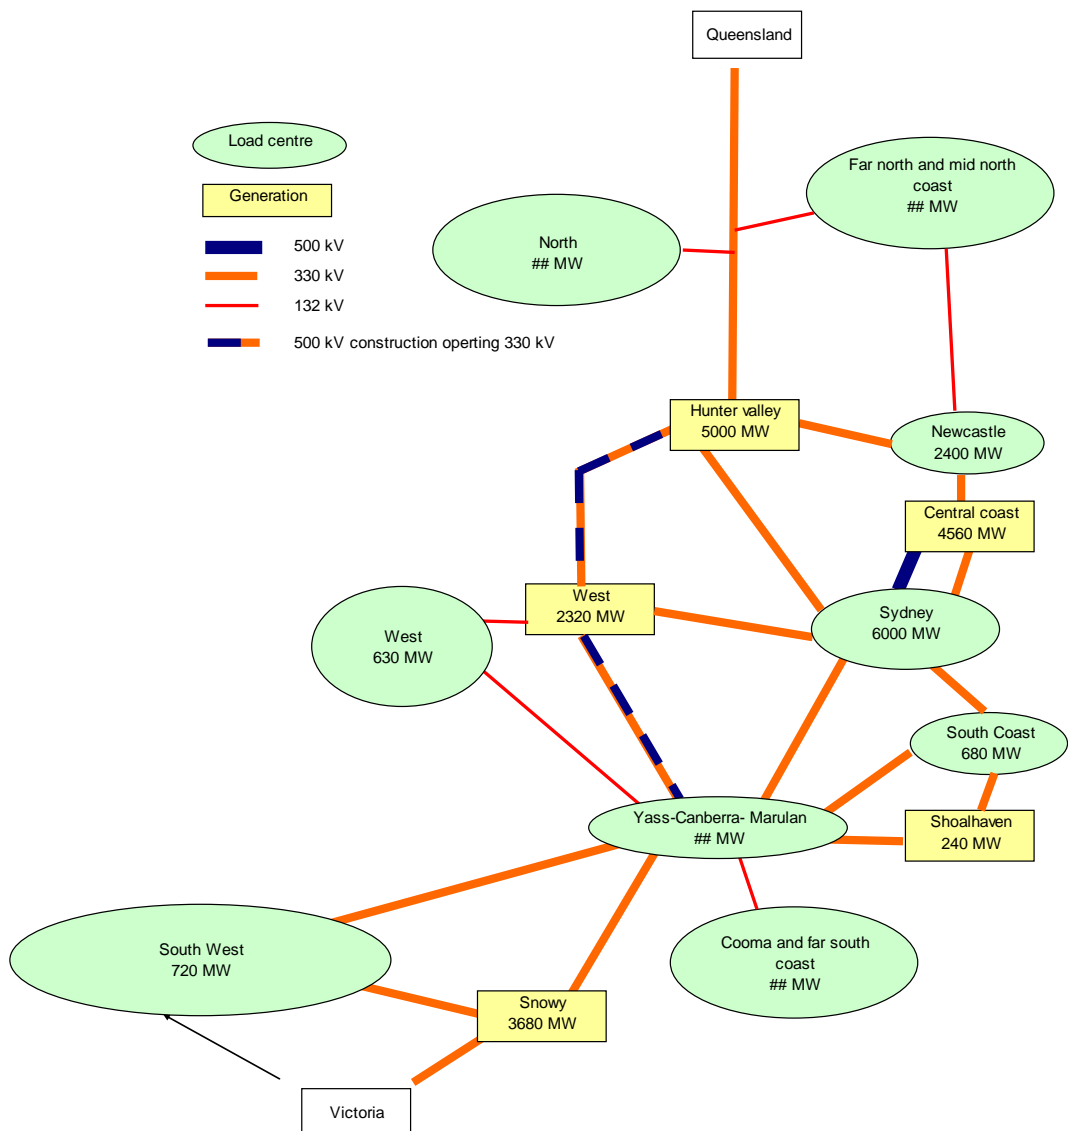 Queensland
Load centre
Far north and mid north
coast
## MW
Generation
North
## MW
500 kV
330 kV
132 kV
500 kV construction operting 330 kV
Hunter valley
5000 MW
Newcastle
2400 MW
Central coast
4560 MW
West
2320 MW
Sydney
6000 MW
West
630 MW
South Coast
680 MW
Yass-Canberra- Marulan
## MW
Shoalhaven
240 MW
South West
720 MW
Cooma and far south
coast
## MW
Snowy
3680 MW
Victoria